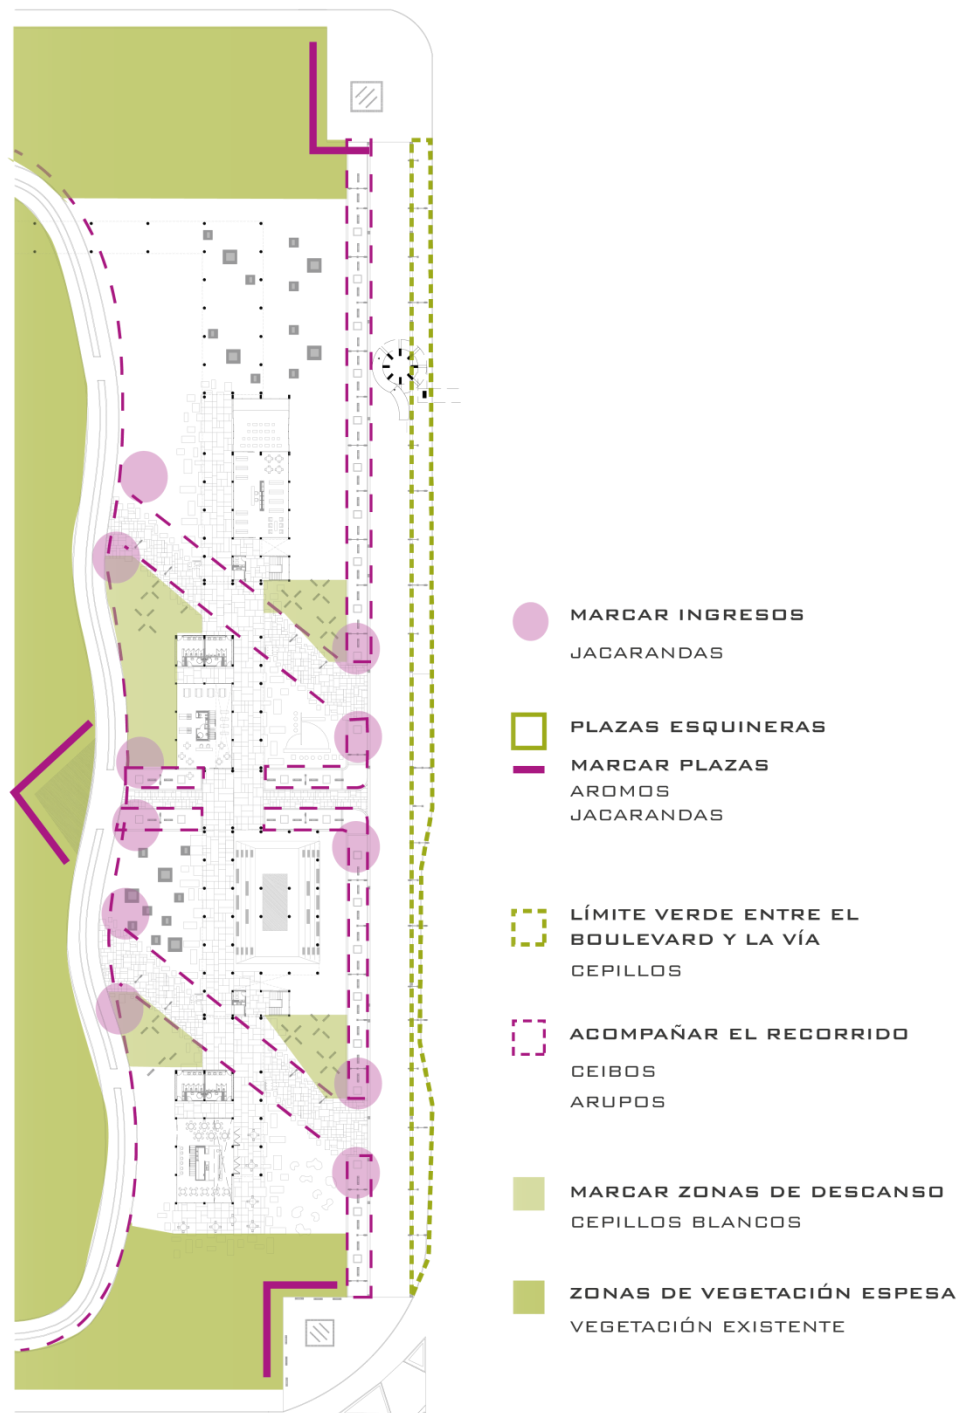 MARCAR INGRESOS
JACARANDAS
PLAZAS ESQUINERAS
MARCAR PLAZAS
AROMOS
JACARANDAS
LÍMITE VERDE ENTRE EL
BOULEVARD Y LA VÍA
CEPILLOS
ACOMPAÑAR EL RECORRIDO
CEIBOS
ARUPOS
MARCAR ZONAS DE DESCANSO
CEPILLOS BLANCOS
ZONAS DE VEGETACIÓN ESPESA
VEGETACIÓN EXISTENTE